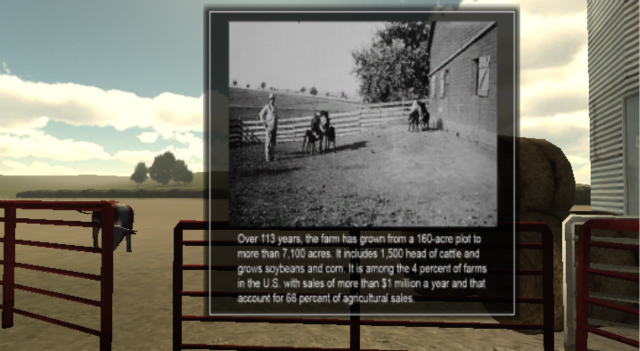 Over 113 years, the farm has grown from a 160-acre plot to
more than 7,100 acres. It includes 1,500 head of cattle and
grows soybeans and corn. It is among the 4 percent of farms
in the U.S. with sales of more than $1 million a year and that
account for 66 percent of agricultural sales.